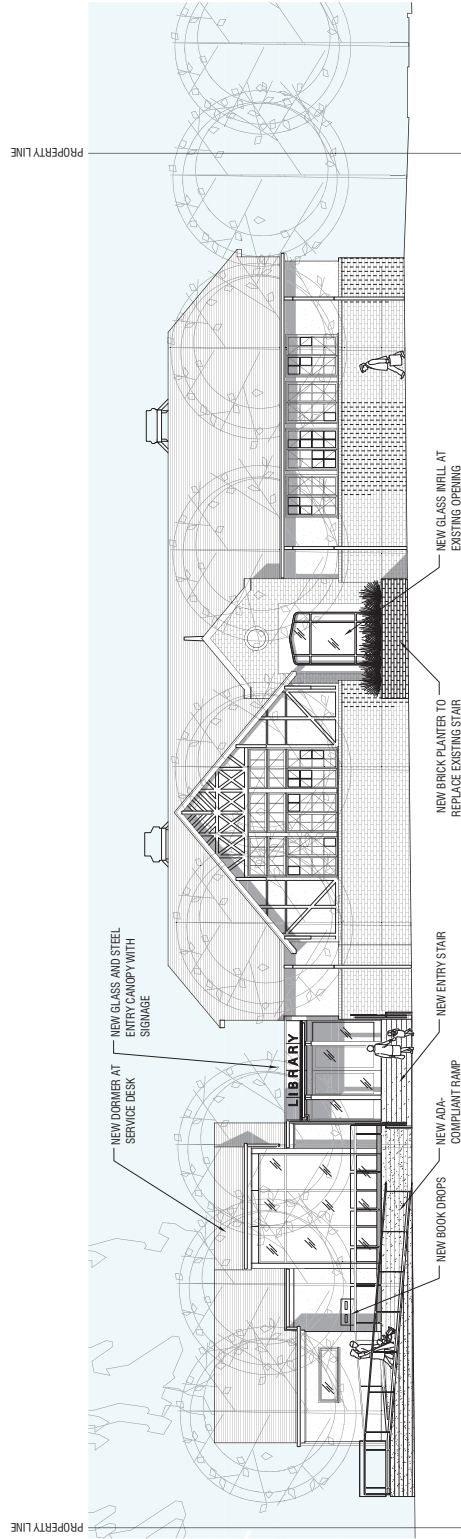 PROPERTY LINE
NEW DORMER AT
SERVICE DESK
NEW GLASS AND STEEL
ENTRY CANOPY WITH
SIGNAGE
PROPERTY LINE
LIBRARY
NEW BOOK DROPS
NEW ADA-
COMPLIANT RAMP
NEW ENTRY STAIR
NEW BRICK PLANTER TO
REPLACE EXISTING STAIR
NEW GLASS INFILL AT
EXISTING OPENING